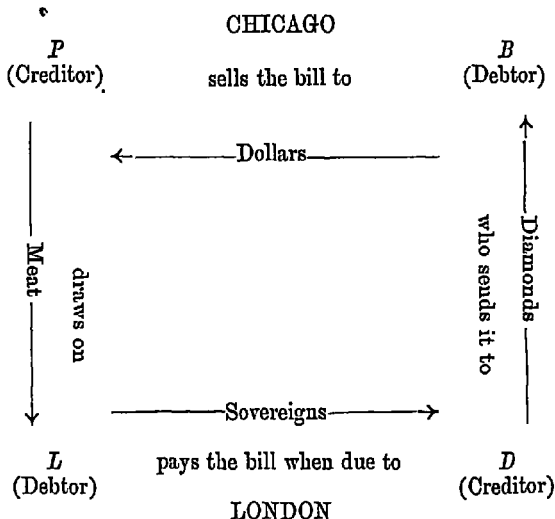 CHICAGO
P
(Creditor)
sells the bill to
B
(Debtor)
Dollars
Meat
draws on
who sends it to
Diamonds
Sovereigns
L
(Debtor)
pays the bill when due to
D
(Creditor)
LONDON